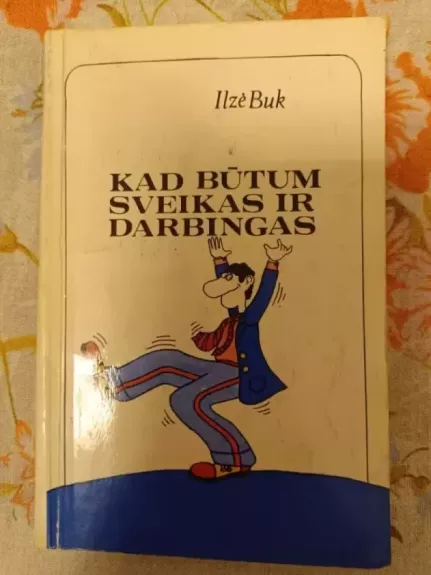 Ilzė Buk
KAD BŪTUM
SVEIKAS IR
DARBINGAS